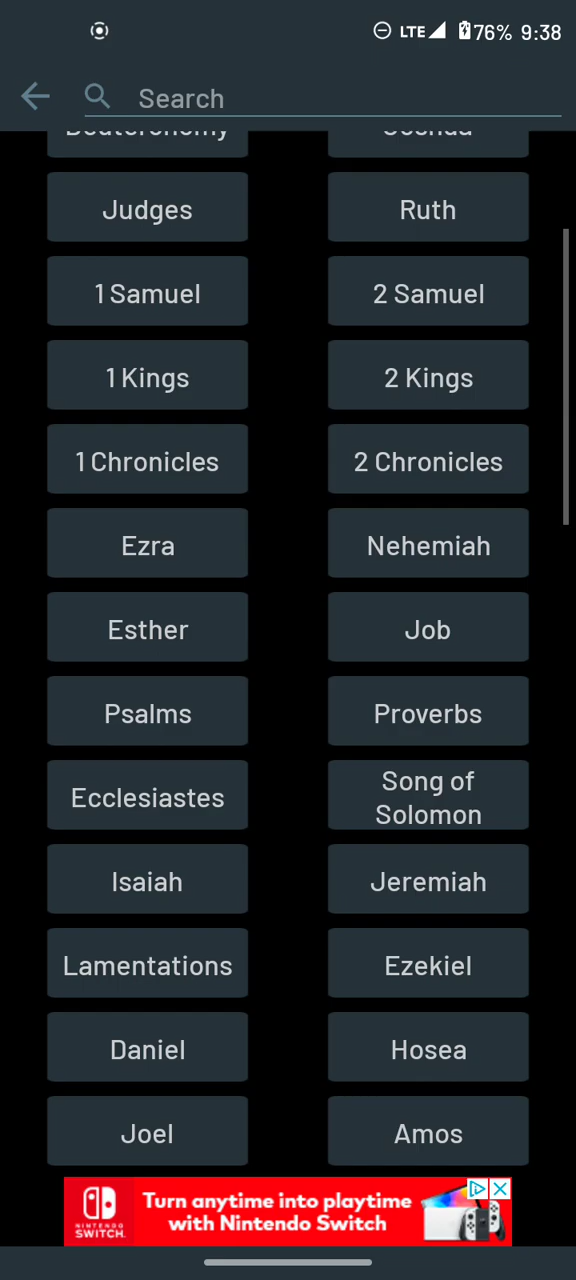 LTE 76% 9:38
Search
Deuteronomy Joshua
Judges Ruth
1 Samuel 2 Samuel
1 Kings 2 Kings
1 Chronicles 2 Chronicles
Ezra Nehemiah
Esther Job
Psalms Proverbs
Ecclesiastes Song of
Solomon
Isaiah Jeremiah
Lamentations Ezekiel
Daniel Hosea
Joel Amos
Turn anytime into playtime
with Nintendo Switch
NINTENDO
SWITCH.